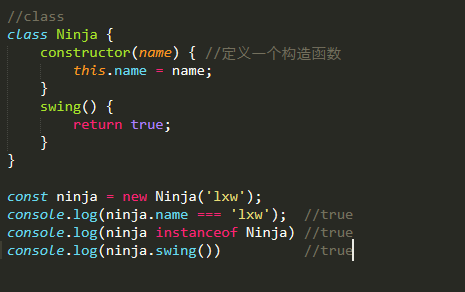 //class
class Ninja {
    constructor(name) { //定义一个构造函数
        this.name = name;
    }
    swing() {
        return true;
    }
}
const ninja = new Ninja('lxw');
console.log(ninja.name === 'lxw');  //true
console.log(ninja instanceof Ninja) //true
console.log(ninja.swing())          //true